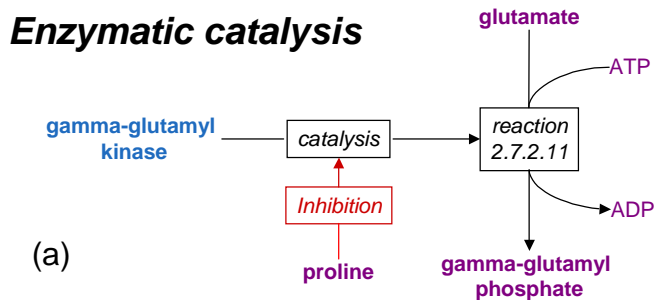 Enzymatic catalysis
glutamate
ATP
gamma-glutamyl
kinase
catalysis
reaction
2.7.2.11
Inhibition
ADP
(a)
proline
gamma-glutamyl
phosphate